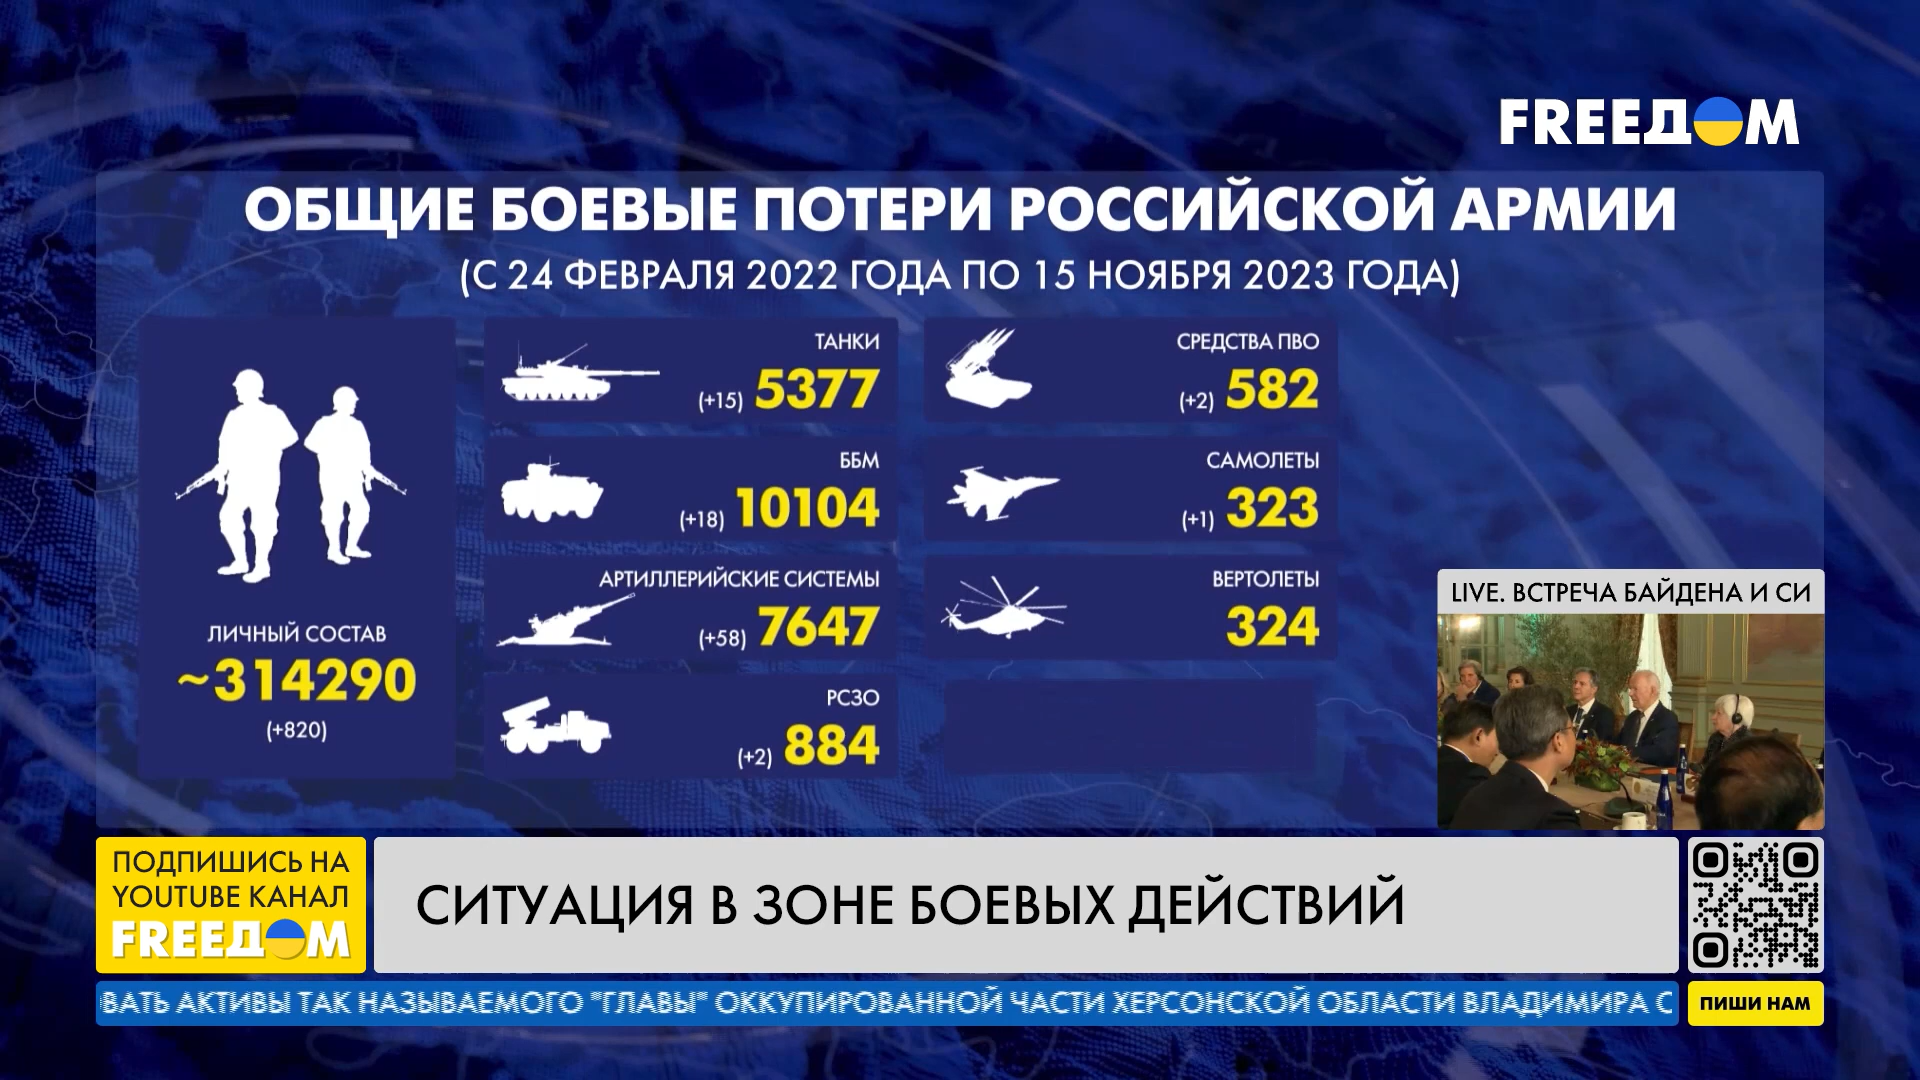 FREEДOM
ОБЩИЕ БОЕВЫЕ ПОТЕРИ РОССИЙСКОЙ АРМИИ
(С 24 ФЕВРАЛЯ 2022 ГОДА ПО 15 НОЯБРЯ 2023 ГОДА)
ЛИЧНЫЙ СОСТАВ
~314290
(+820)
ТАНКИ
(+15) 5377
ББМ
(+18) 10104
АРТИЛЛЕРИЙСКИЕ СИСТЕМЫ
(+58) 7647
РСЗО
(+2) 884
СРЕДСТВА ПВО
(+2) 582
САМОЛЕТЫ
(+1) 323
ВЕРТОЛЕТЫ
324
LIVE. ВСТРЕЧА БАЙДЕНА И СИ
ПОДПИШИСЬ НА
YOUTUBE КАНАЛ
FREEДOM
СИТУАЦИЯ В ЗОНЕ БОЕВЫХ ДЕЙСТВИЙ
ВАТЬ АКТИВЫ ТАК НАЗЫВАЕМОГО "ГЛАВЫ" ОККУПИРОВАННОЙ ЧАСТИ ХЕРСОНСКОЙ ОБЛАСТИ ВЛАДИМИРА С
ПИШИ НАМ